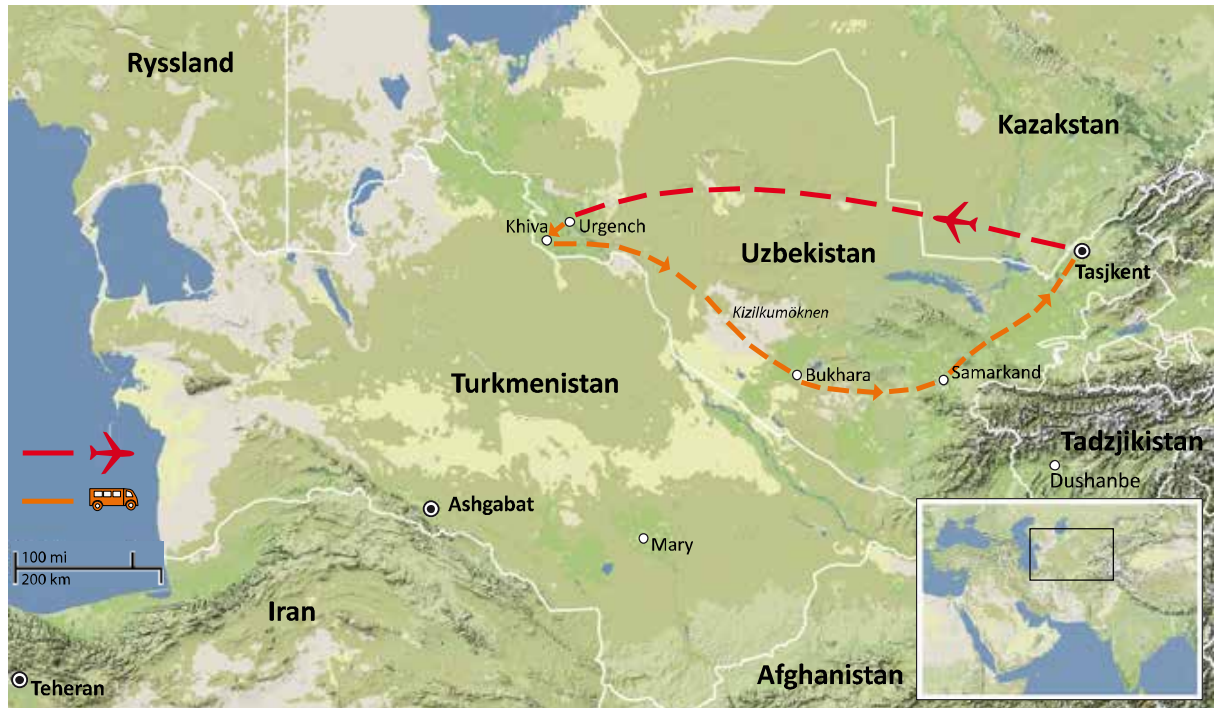 Ryssland
Kazakstan
Khiva
Urgench
Uzbekistan
Tasjkent
Kizilkumöknen
Turkmenistan
Bukhara
Samarkand
Tadzjikistan
Dushanbe
Ashgabat
Mary
100 mi
200 km
Iran
Afghanistan
Teheran